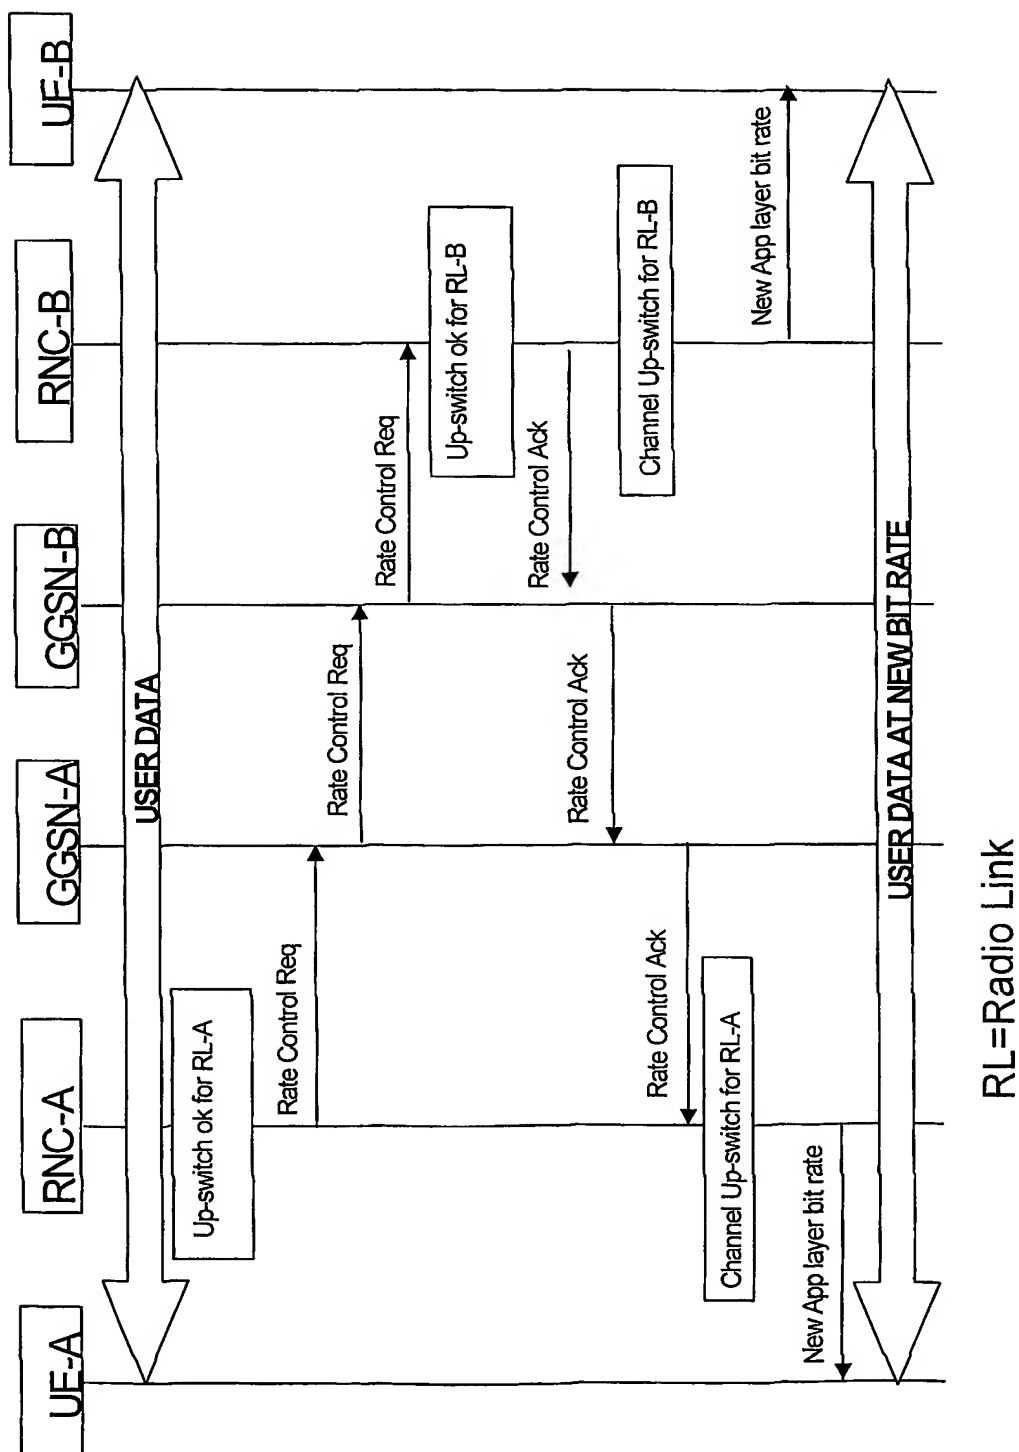 UE-A
RNC-A
GGSN-A
GGSN-B
RNC-B
UE-B
USER DATA
Up-switch ok for RL-A
Rate Control Req
Rate Control Req
Rate Control Req
Up-switch ok for RL-B
Rate Control Ack
Rate Control Ack
Channel Up-switch for RL-B
Rate Control Ack
Channel Up-switch for RL-A
New App layer bit rate
New App layer bit rate
USER DATA AT NEW BIT RATE
RL=Radio Link